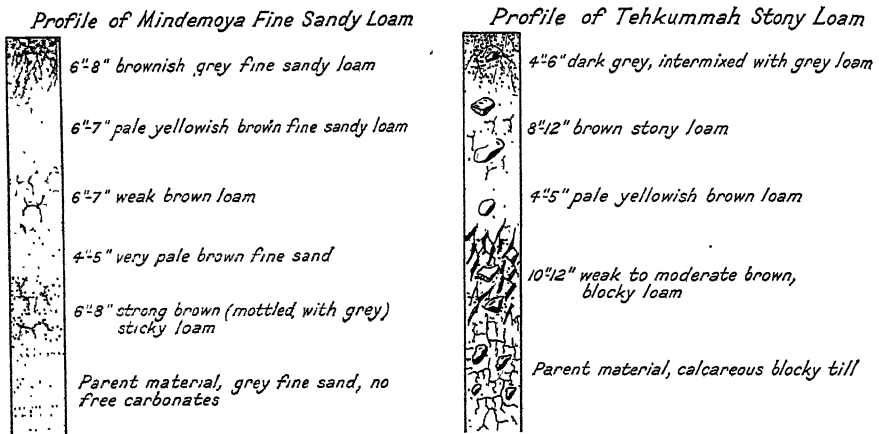 Profile of Mindemoya Fine Sandy Loam
6"-8" brownish grey fine sandy loam
6"-7" pale yellowish brown fine sandy loam
6"-7" weak brown loam
4"-5" very pale brown fine sand
6"-8" strong brown (mottled, with grey)
sticky loam
Parent material, grey fine sand, no
free carbonates
Profile of Tehkummah Stony Loam
4"-6" dark grey, intermixed with grey loam
8"-12" brown stony loam
4"-5" pale yellowish brown loam
10"-12" weak to moderate brown,
blocky loam
Parent material, calcareous blocky till